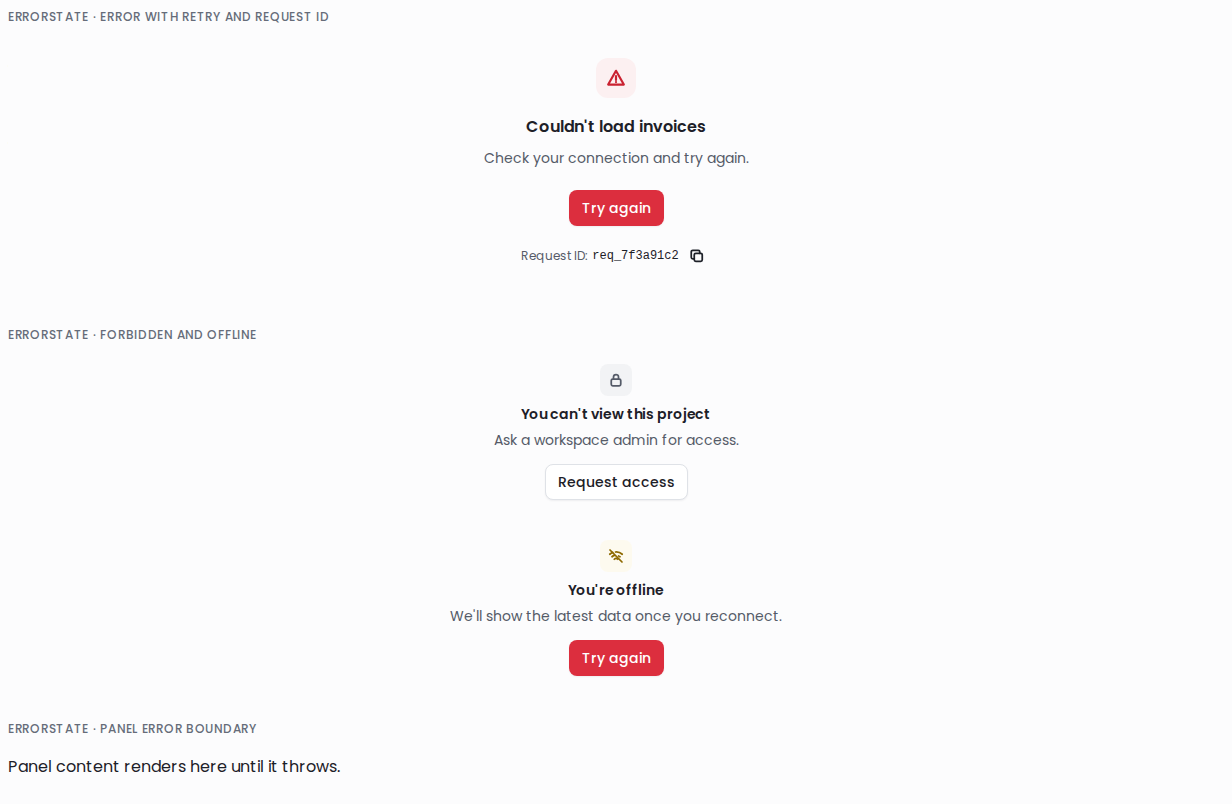 ERRORSTATE · ERROR WITH RETRY AND REQUEST ID
Couldn't load invoices
Check your connection and try again.
Try again
Request ID: req_7f3a91c2
ERRORSTATE · FORBIDDEN AND OFFLINE
You can't view this project
Ask a workspace admin for access.
Request access
You're offline
We'll show the latest data once you reconnect.
Try again
ERRORSTATE · PANEL ERROR BOUNDARY
Panel content renders here until it throws.